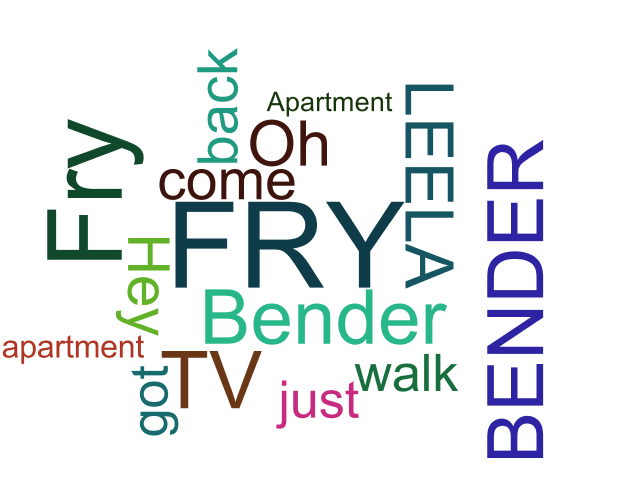 back
Apartment
LEELA
Oh
Fry
come
BENDER
FRY
Hey
Bender
apartment
TV
walk
got
just